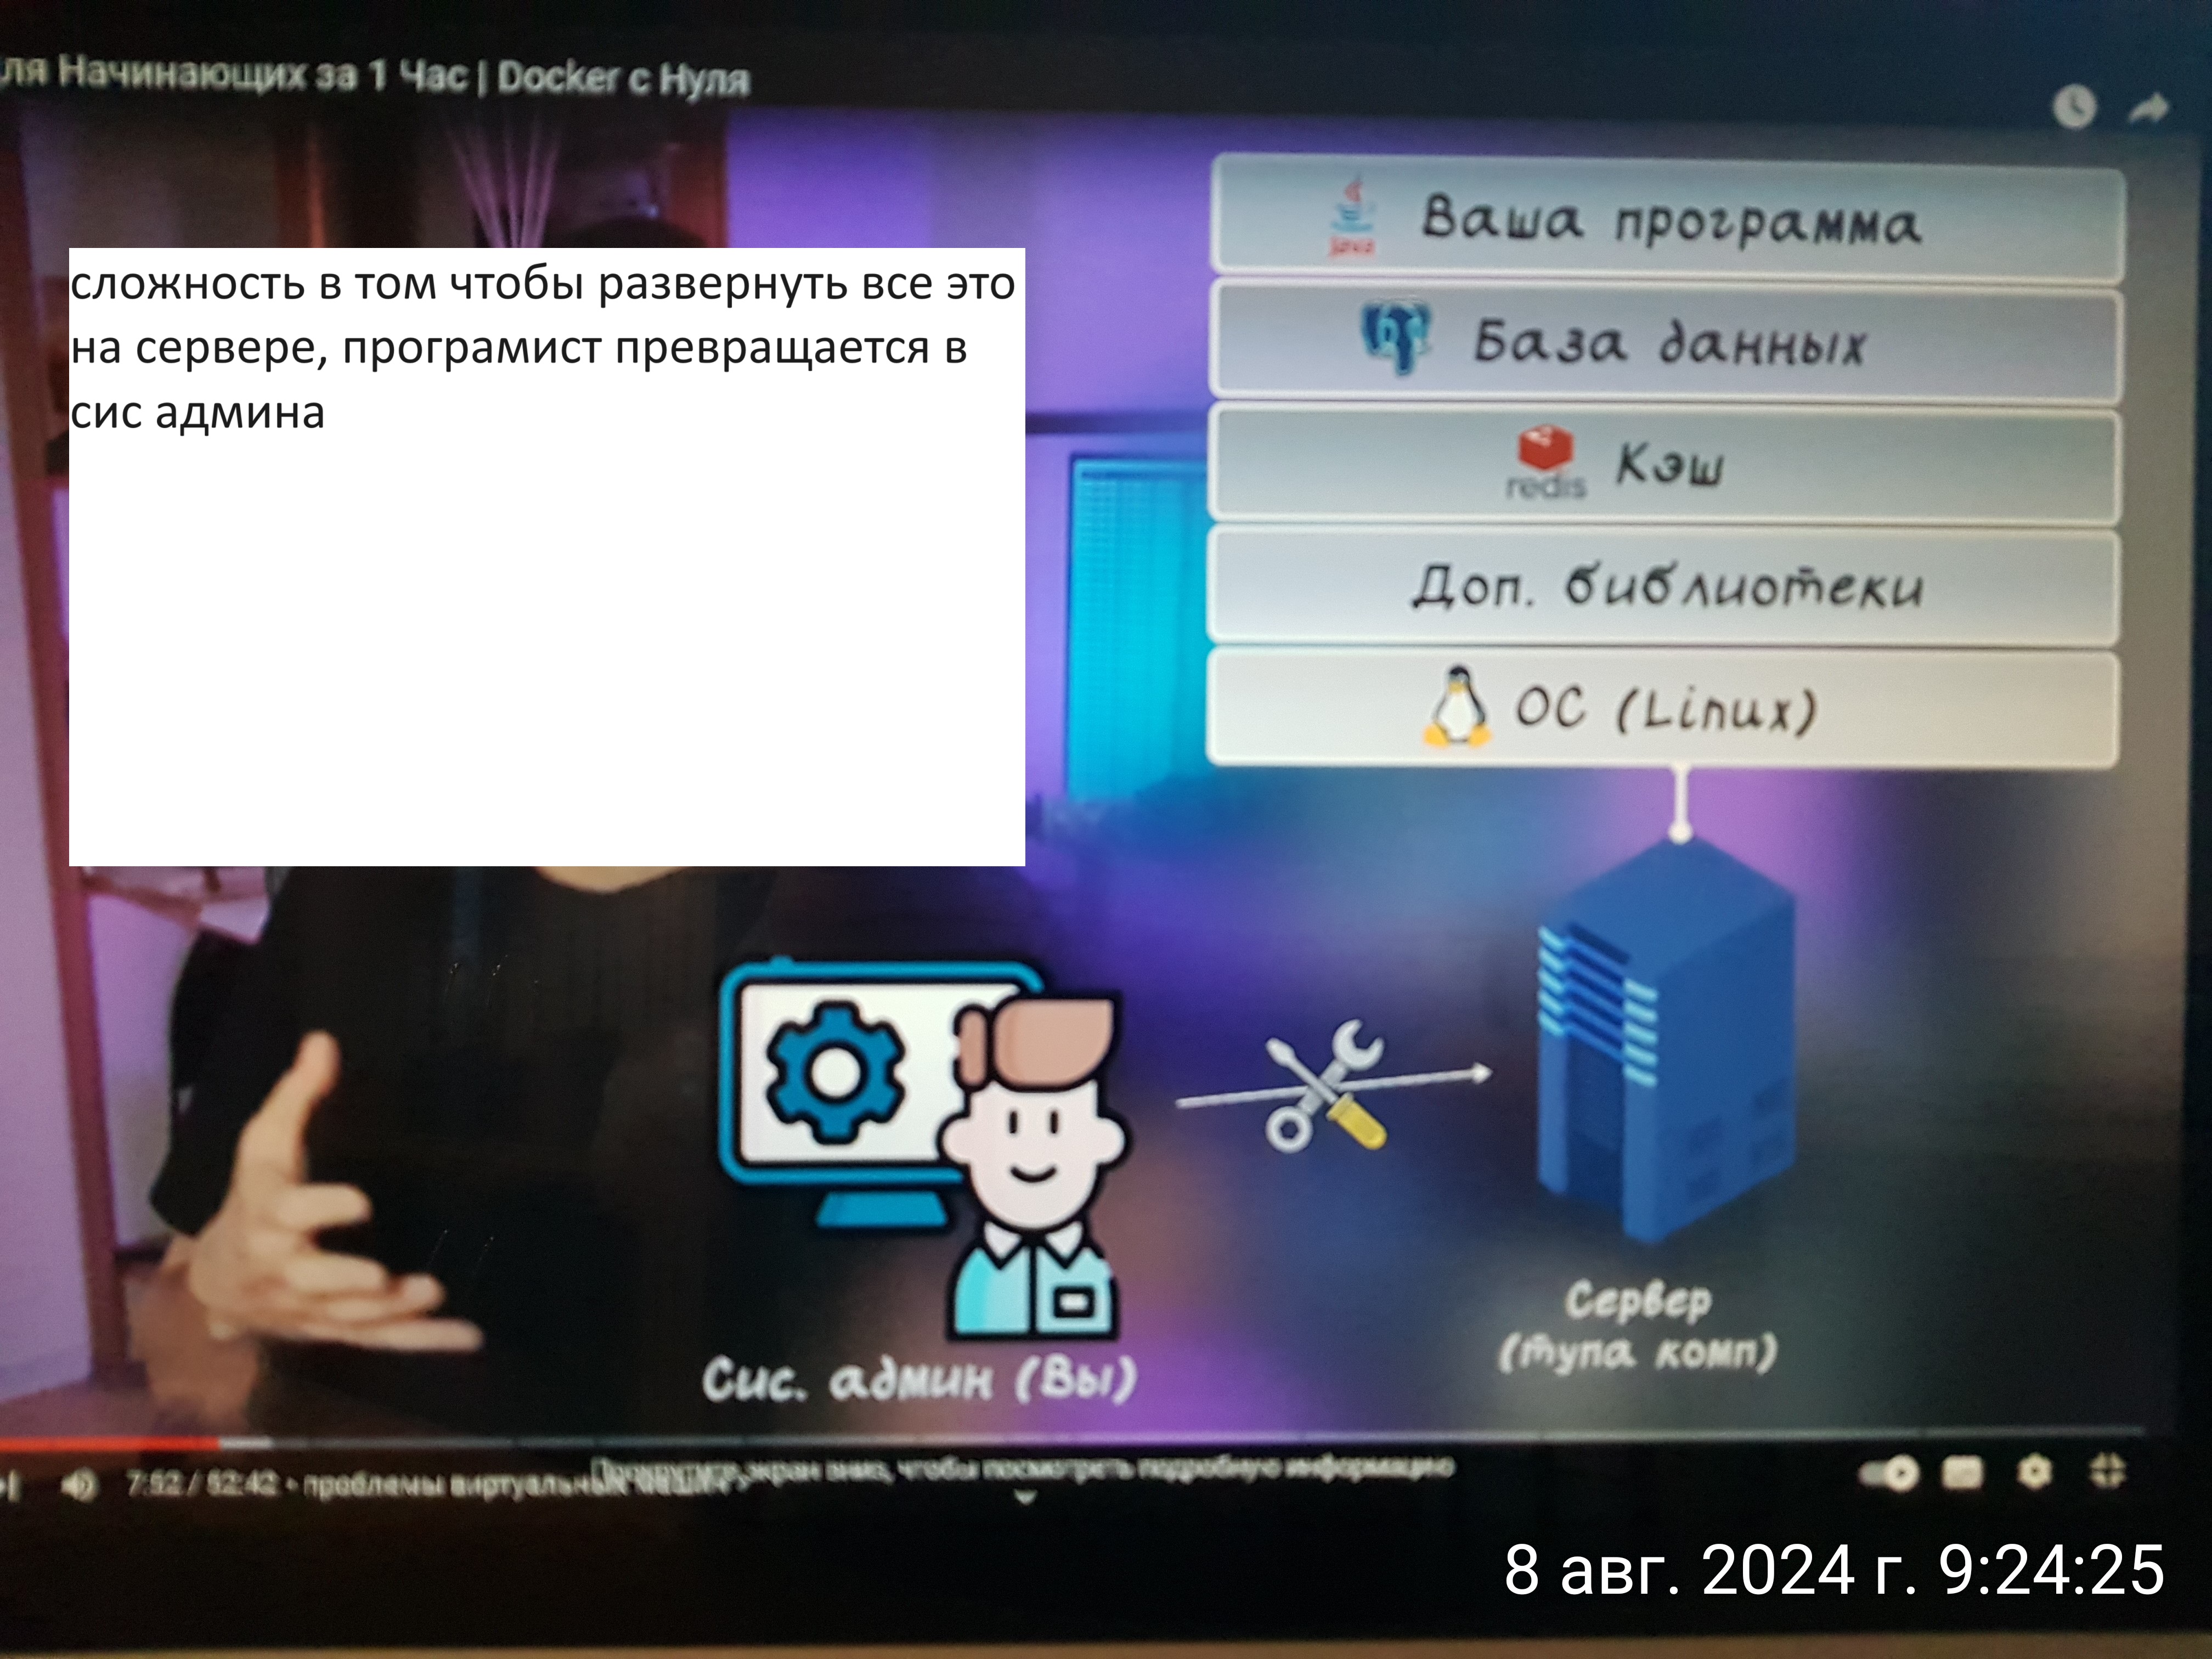 ля Начинающих за 1 Час | Docker с Нуля
сложность в том чтобы развернуть все это
на сервере, програмист превращается в
сис админа
Java
Ваша программа
База данных
redis
Кэш
Доп. библиотеки
ОС (Linux)
Сис. админ (Вы)
Сервер
(типа комп)
7:52 / 52:42 • проблемы виртуальных машин
Прокрутите экран вниз, чтобы посмотреть подробную информацию
8 авг. 2024 г. 9:24:25